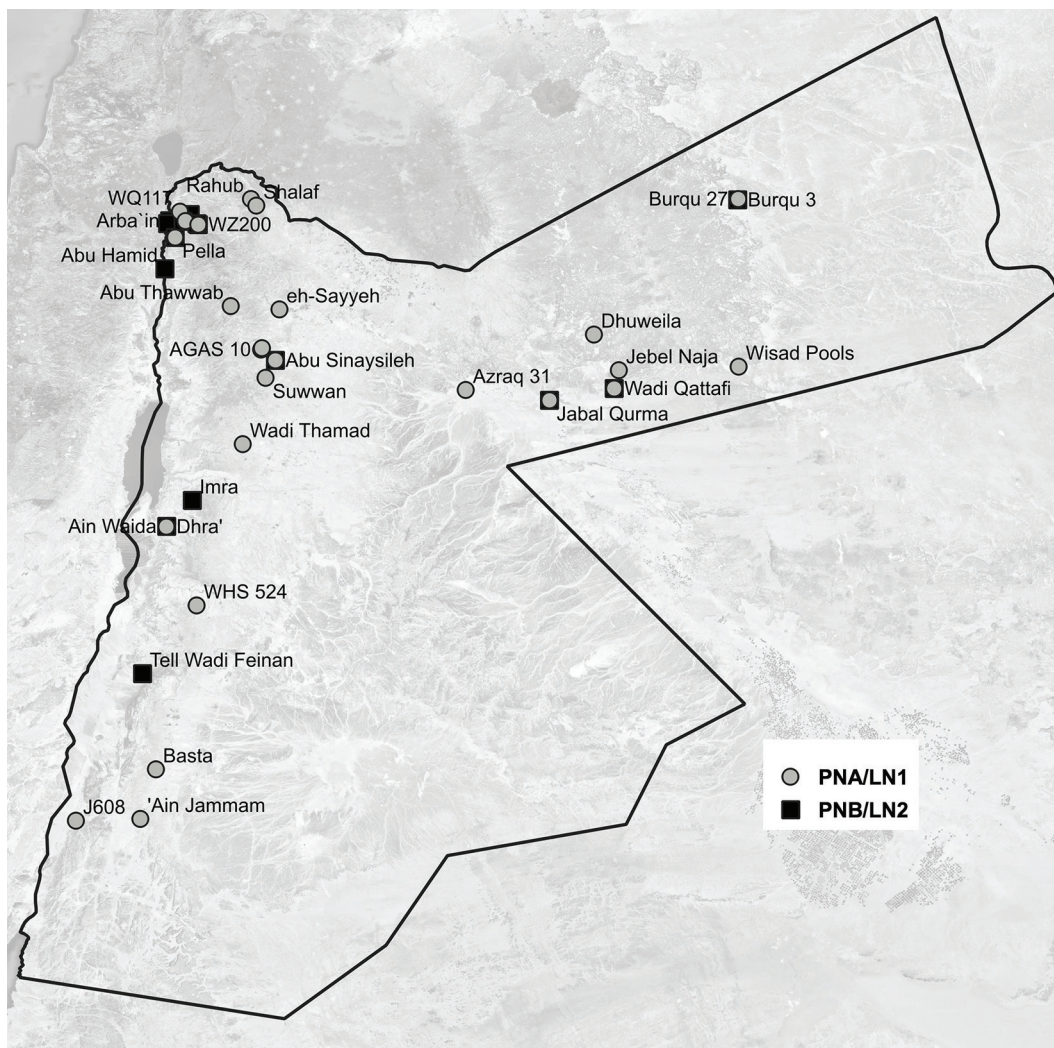 Rahub
Shalaf
WQ117
Arba`in
WZ200
Pella
Abu Hamid
Burqu 27
Burqu 3
Abu Thawwab
eh-Sayyeh
AGAS 10
Abu Sinaysileh
Suwwan
Dhuweila
Jebel Naja
Wisad Pools
Azraq 31
Wadi Qattafi
Jabal Qurma
Wadi Thamad
Imra
Ain Waida
Dhra'
WHS 524
Tell Wadi Feinan
Basta
J608
'Ain Jammam
PNA/LN1
PNB/LN2